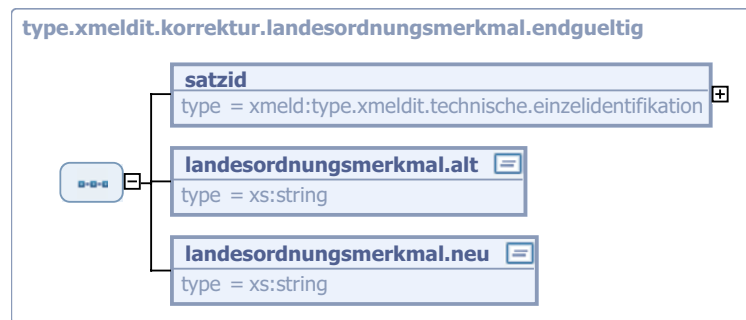 type.xmeldit.korrektur.landesordnungsmerkmal.endgueltig
satzid
type = xmeld:type.xmeldit.technische.einzelidentifikation
landesordnungsmerkmal.alt
type = xs:string
landesordnungsmerkmal.neu
type = xs:string